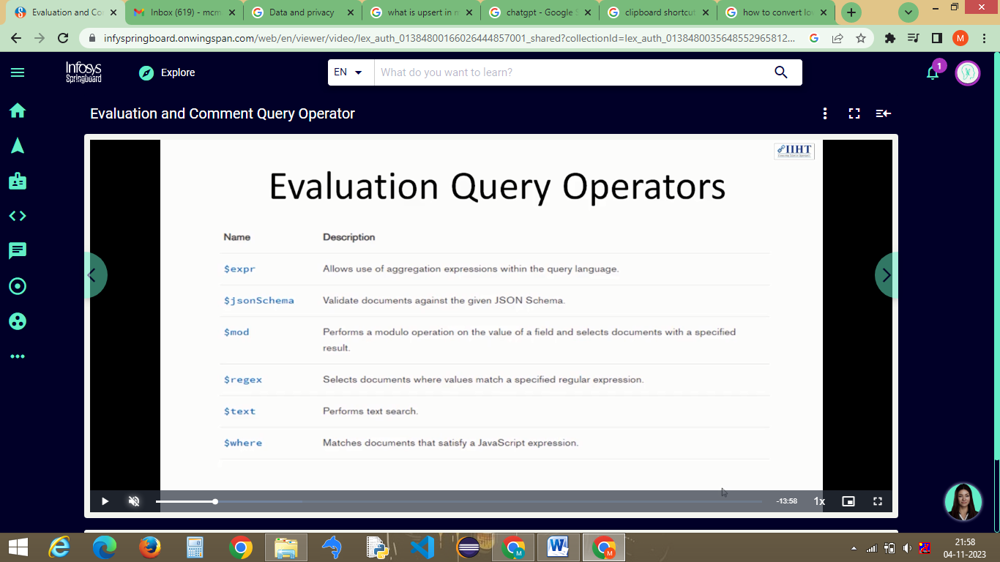 Evaluation and Co
Inbox (619) - mcm
Data and privacy
what is upsert in m
chatgpt - Google S
clipboard shortcut
how to convert lo
infyspringboard.onwingspan.com/web/en/viewer/video/lex_auth_01384800166026444857001_shared?collectionId=lex_auth_013848003564855296581 2...
M
Infosys
Springboard
Explore
EN
What do you want to learn?
1
Evaluation and Comment Query Operator
IIHT
Evaluation Query Operators
Name Description
$expr Allows use of aggregation expressions within the query language.
$jsonSchema Validate documents against the given JSON Schema.
$mod Performs a modulo operation on the value of a field and selects documents with a specified
result.
$regex Selects documents where values match a specified regular expression.
$text Performs text search.
$where Matches documents that satisfy a JavaScript expression.
-13:58 1x
21:58
04-11-2023